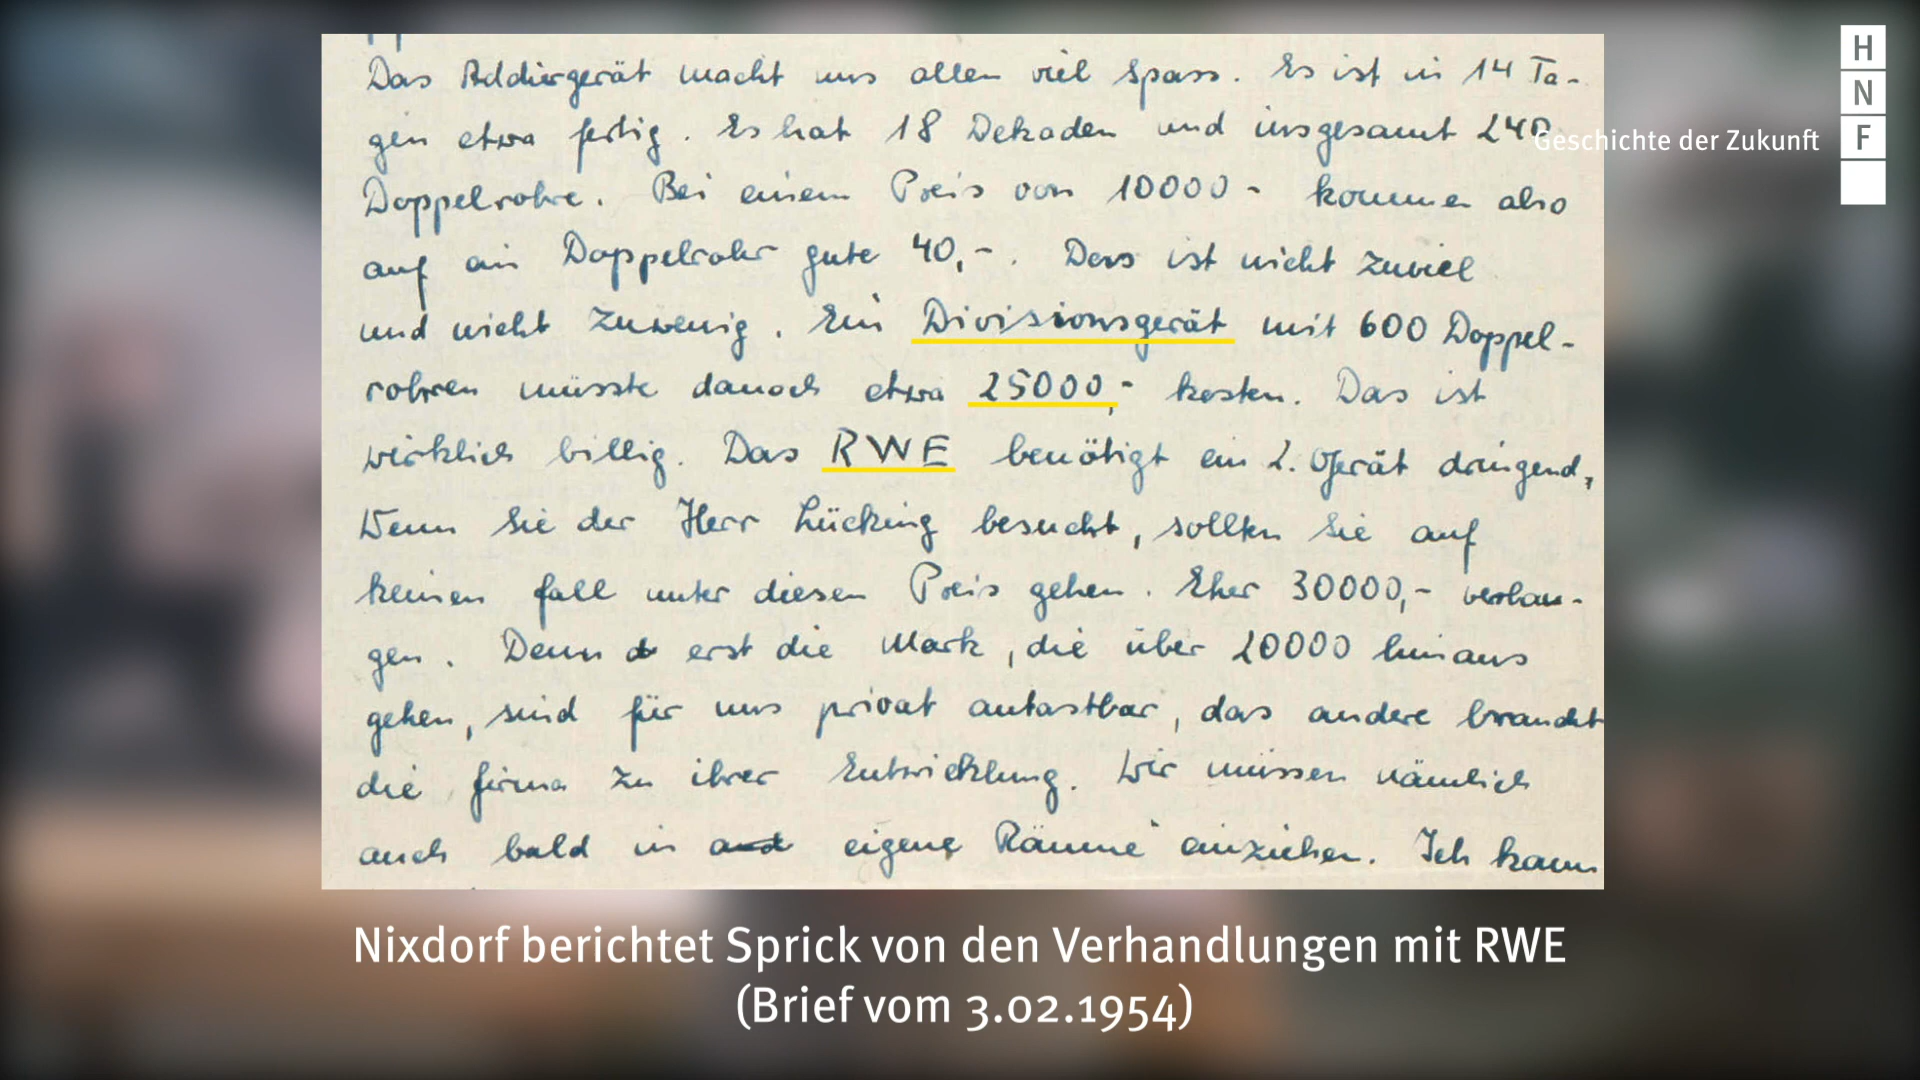 Das Addiergerät macht uns allen viel Spass. Es ist in 14 Ta-
gen etwa fertig. Es hat 18 Dekaden und insgesamt 240
Doppelrohre. Bei einem Preis von 10000 - kommen also
auf ein Doppelrohr gute 40,-. Das ist nicht zuviel
und nicht zuwenig. Ein Divisionsgerät mit 600 Doppel-
rohren müsste danach etwa 25000,- kosten. Das ist
wirklich billig. Das RWE benötigt ein 2. Gerät dringend,
Wenn Sie der Herr Lücking besucht, sollten Sie auf
keinen fall unter diesen Preis gehen. Eher 30000,- verlan-
gen. Denn erst die Mark, die über 20000 hinaus
gehen, sind für uns privat antastbar, das andere braucht
die firma zu ihrer Entwicklung. Wir müssen nämlich
auch bald in eigene Räume einziehen. Ich kann
Nixdorf berichtet Sprick von den Verhandlungen mit RWE
(Brief vom 3.02.1954)
Geschichte der Zukunft
H
N
F